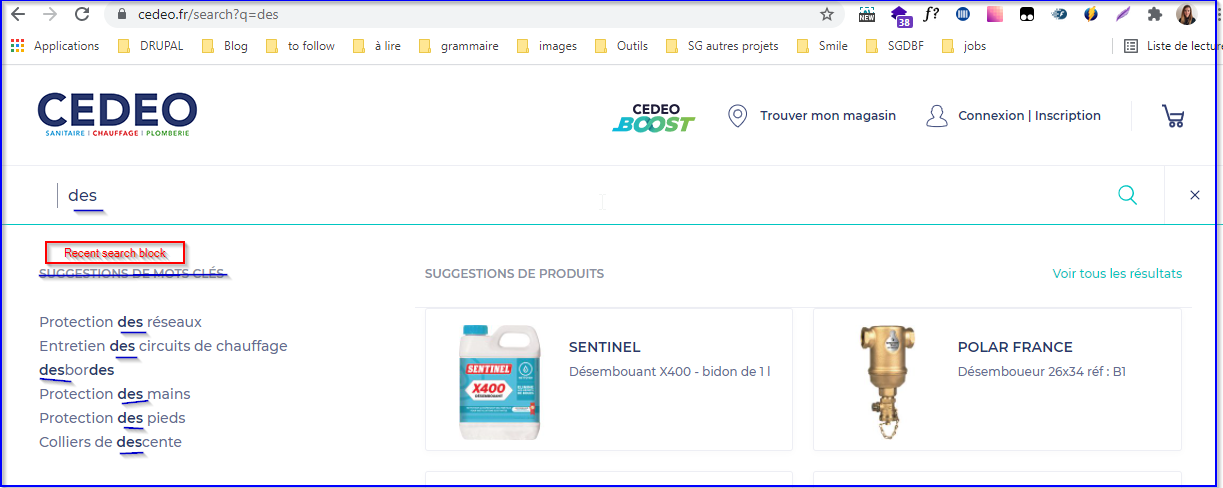 cedeo.fr/search?q=des
NEW
38
f?
Applications DRUPAL Blog to follow à lire grammaire images Outils SG autres projets Smile SGDBF jobs Liste de lecture
CEDEO
SANITAIRE | CHAUFFAGE | PLOMBERIE
CEDEO
BOOST
Trouver mon magasin
Connexion | Inscription
des
Recent search block
SUGGESTIONS DE MOTS CLÉS
SUGGESTIONS DE PRODUITS
Voir tous les résultats
Protection des réseaux
Entretien des circuits de chauffage
desbordes
Protection des mains
Protection des pieds
Colliers de descente
SENTINEL
X400
SENTINEL
Désembouant X400 - bidon de 1 l
POLAR FRANCE
Désemboueur 26x34 réf : B1